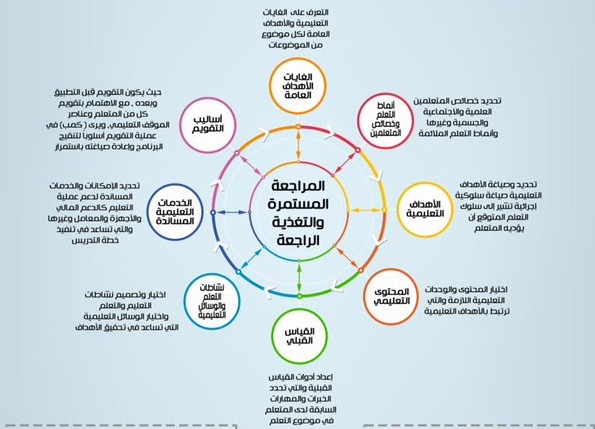 التعرف على الغايات
التعليمية والأهداف
العامة لكل موضوع
من الموضوعات
الغايات
الأهداف
العامة
أنماط
التعلم
وخصائص
المتعلمين
تحديد خصائص المتعلمين
العلمية والاجتماعية
والجسمية وغيرها
وأنماط التعلم الملائمة
الأهداف
التعليمية
تحديد وصياغة الأهداف
التعليمية صياغة سلوكية
إجرائية تشير إلى سلوك
التعلم المتوقع أن
يؤديه المتعلم
المحتوى
التعليمي
اختيار المحتوى والوحدات
التعليمية اللازمة والتي
ترتبط بالأهداف التعليمية
القياس
القبلي
إعداد أدوات القياس
القبلية والتي تحدد
الخبرات والمهارات
السابقة لدى المتعلم
في موضوع التعلم
نشاطات
التعلم
والوسائل
التعليمية
اختيار وتصميم نشاطات
التعليم والتعلم
واختيار الوسائل التعليمية
التي تساعد في تحقيق الأهداف
الخدمات
التعليمية
المساندة
تحديد الإمكانات والخدمات
المساندة لدعم عملية
التعليم كالدعم المالي
والأجهزة والمعامل وغيرها
والتي تساعد في تنفيذ
خطة التدريس
أساليب
التقويم
حيث يكون التقويم قبل التطبيق
وبعده ، مع الاهتمام بتقويم
كل من المتعلم وعناصر
الموقف التعليمي، ويرى ( كمب) في
عملية التقويم أسلوباً لتنقيح
البرنامج وإعادة صياغته باستمرار
المراجعة
المستمرة
والتغذية
الراجعة